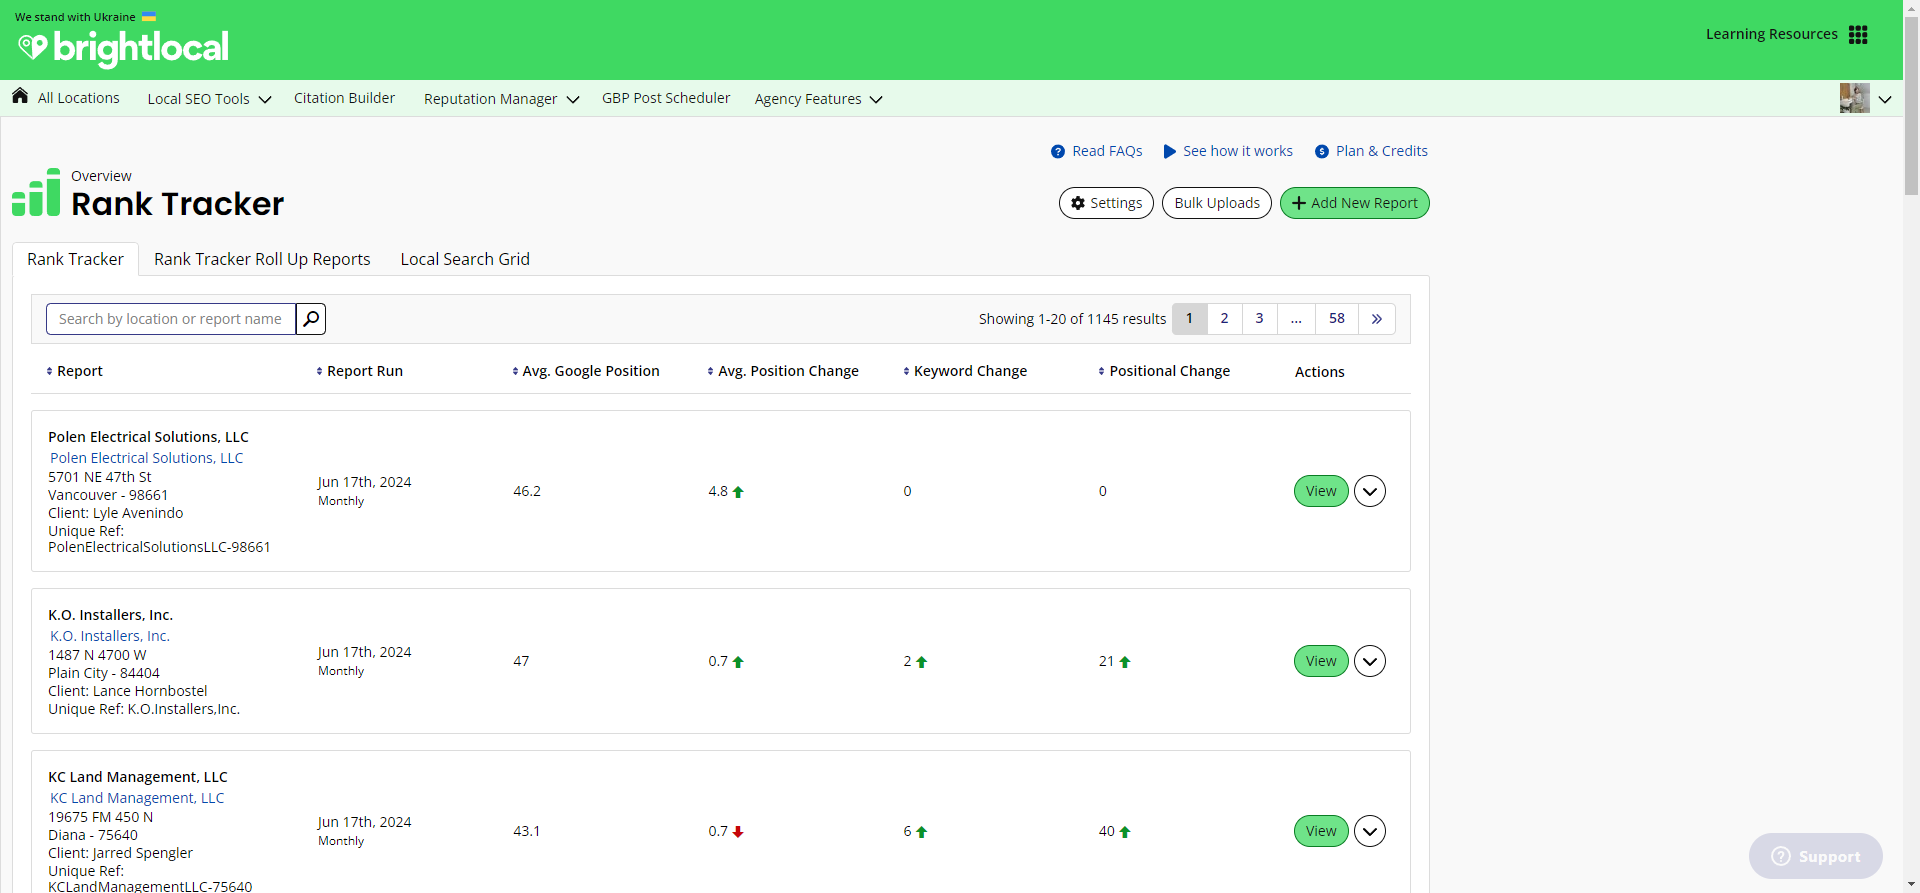 We stand with Ukraine
brightlocal
Learning Resources
All Locations
Local SEO Tools
Citation Builder
Reputation Manager
GBP Post Scheduler
Agency Features
Read FAQs
See how it works
Plan & Credits
Overview
Rank Tracker
Settings
Bulk Uploads
Add New Report
Rank Tracker
Rank Tracker Roll Up Reports
Local Search Grid
Search by location or report name
Showing 1-20 of 1145 results
1
2
3
...
58
»
Report
Report Run
Avg. Google Position
Avg. Position Change
Keyword Change
Positional Change
Actions
Polen Electrical Solutions, LLC
Polen Electrical Solutions, LLC
5701 NE 47th St
Vancouver - 98661
Client: Lyle Avenindo
Unique Ref:
PolenElectricalSolutionsLLC-98661
Jun 17th, 2024
Monthly
46.2
4.8
0
0
View
K.O. Installers, Inc.
K.O. Installers, Inc.
1487 N 4700 W
Plain City - 84404
Client: Lance Hornbostel
Unique Ref: K.O.Installers,Inc.
Jun 17th, 2024
Monthly
47
0.7
2
21
View
KC Land Management, LLC
KC Land Management, LLC
19675 FM 450 N
Diana - 75640
Client: Jarred Spengler
Unique Ref:
KCLandManagementLLC-75640
Jun 17th, 2024
Monthly
43.1
0.7
6
40
View
Support